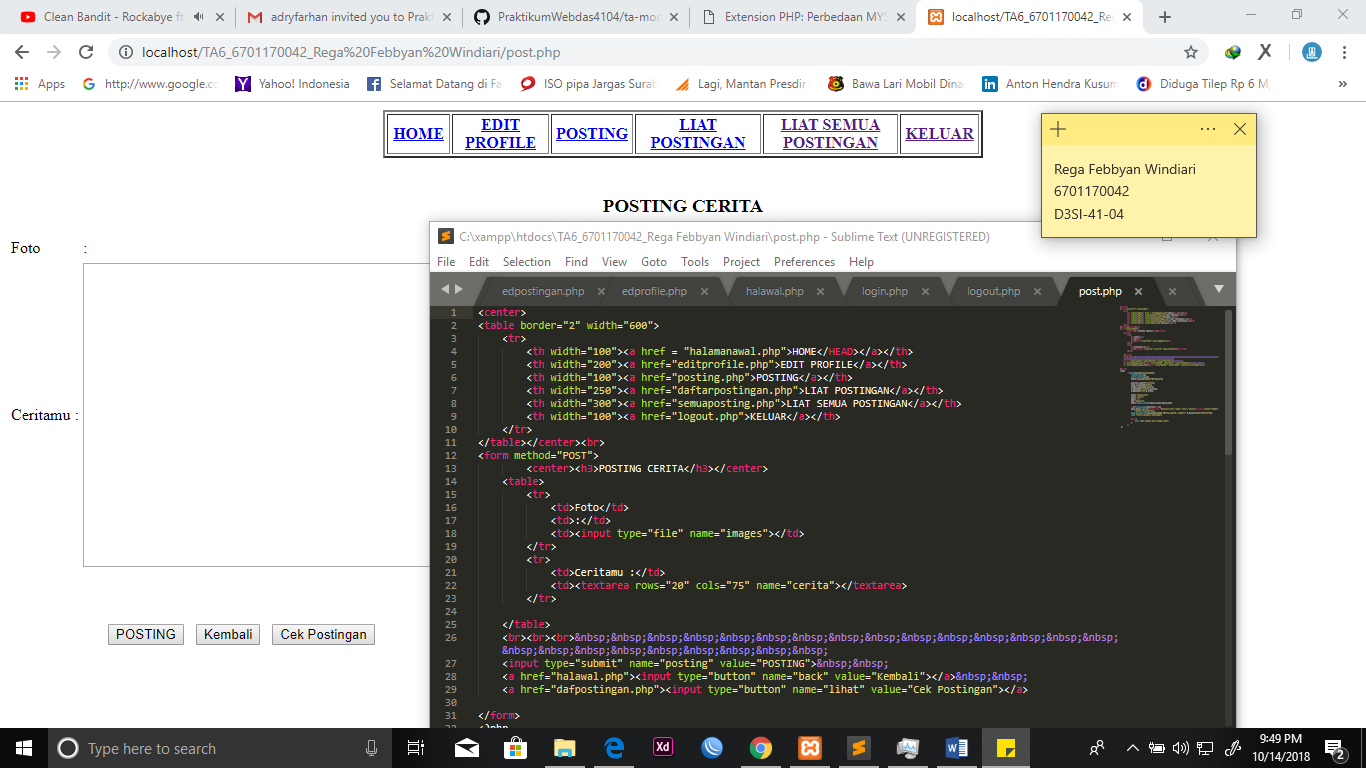 Clean Bandit - Rockabye ft
adryfarhan invited you to Prakt
PraktikumWebdas4104/ta-mod
Extension PHP: Perbedaan MYS
localhost/TA6_6701170042_Reg
localhost/TA6_6701170042_Rega%20Febbyan%20Windiari/post.php
Apps
http://www.google.co
Yahoo! Indonesia
Selamat Datang di Fa
ISO pipa Jargas Surab
Lagi, Mantan Presdir
Bawa Lari Mobil Dina
Anton Hendra Kusum
Diduga Tilep Rp 6 M,
HOME
EDIT
PROFILE
POSTING
LIAT
POSTINGAN
LIAT SEMUA
POSTINGAN
KELUAR
Rega Febbyan Windiari
6701170042
D3SI-41-04
POSTING CERITA
Foto :
Ceritamu :
POSTING Kembali Cek Postingan
C:\xampp\htdocs\TA6_6701170042_Rega Febbyan Windiari\post.php - Sublime Text (UNREGISTERED)
File Edit Selection Find View Goto Tools Project Preferences Help
edpostingan.php edprofile.php halawal.php login.php logout.php post.php
1 <center>
2 <table border="2" width="600">
3 <tr>
4 <th width="100"><a href = "halamanawal.php">HOME</HEAD></a></th>
5 <th width="200"><a href="editprofile.php">EDIT PROFILE</a></th>
6 <th width="100"><a href="posting.php">POSTING</a></th>
7 <th width="250"><a href="daftarpostingan.php">LIAT POSTINGAN</a></th>
8 <th width="300"><a href="semuaposting.php">LIAT SEMUA POSTINGAN</a></th>
9 <th width="100"><a href="logout.php">KELUAR</a></th>
10 </tr>
11 </table></center><br>
12 <form method="POST">
13 <center><h3>POSTING CERITA</h3></center>
14 <table>
15 <tr>
16 <td>Foto</td>
17 <td>:</td>
18 <td><input type="file" name="images"></td>
19 </tr>
20 <tr>
21 <td>Ceritamu :</td>
22 <td><textarea rows="20" cols="75" name="cerita"></textarea>
23 </tr>
24
25 </table>
26 <br><br><br>&nbsp;&nbsp;&nbsp;&nbsp;&nbsp;&nbsp;&nbsp;&nbsp;&nbsp;&nbsp;&nbsp;&nbsp;&nbsp;&nbsp;&nbsp;
&nbsp;&nbsp;&nbsp;&nbsp;&nbsp;&nbsp;&nbsp;&nbsp;&nbsp;
27 <input type="submit" name="posting" value="POSTING">&nbsp;&nbsp;
28 <a href="halawal.php"><input type="button" name="back" value="Kembali"></a>&nbsp;&nbsp;
29 <a href="dafpostingan.php"><input type="button" name="lihat" value="Cek Postingan"></a>
30
31 </form>
32 <?php
Type here to search
9:49 PM
10/14/2018
2